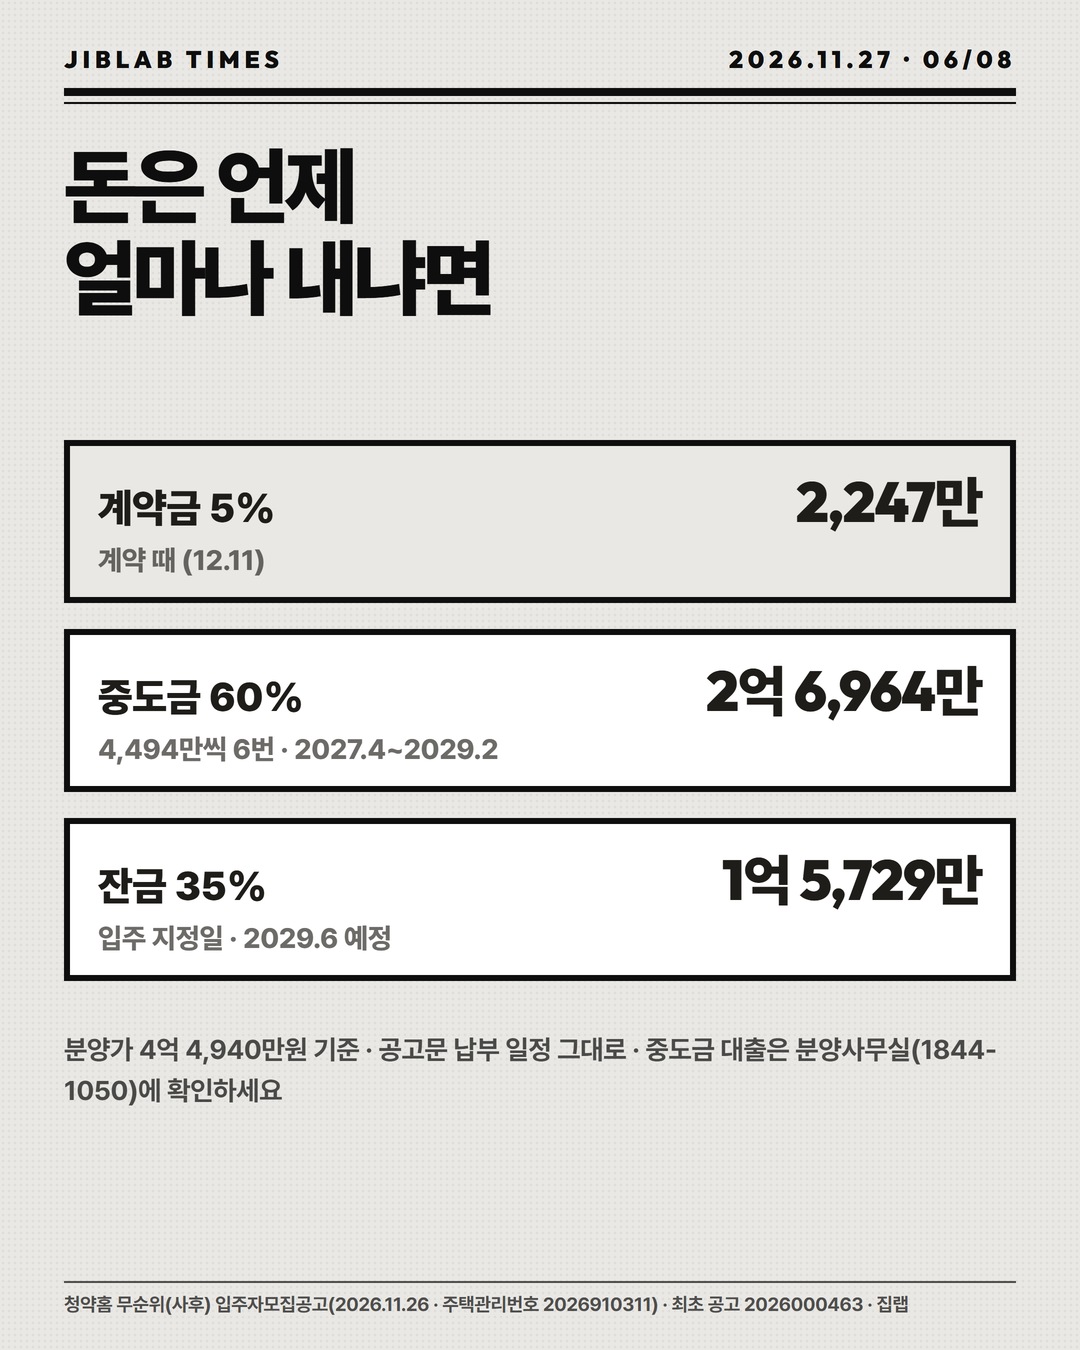 JIBLAB TIMES
2026.11.27 · 06/08
돈은 언제
얼마나 내냐면
계약금 5%
2,247만
계약 때 (12.11)
중도금 60%
2억 6,964만
4,494만씩 6번 · 2027.4~2029.2
잔금 35%
1억 5,729만
입주 지정일 · 2029.6 예정
분양가 4억 4,940만원 기준 · 공고문 납부 일정 그대로 · 중도금 대출은 분양사무실(1844-
1050)에 확인하세요
청약홈 무순위(사후) 입주자모집공고(2026.11.26 · 주택관리번호 2026910311) · 최초 공고 2026000463 · 집랩